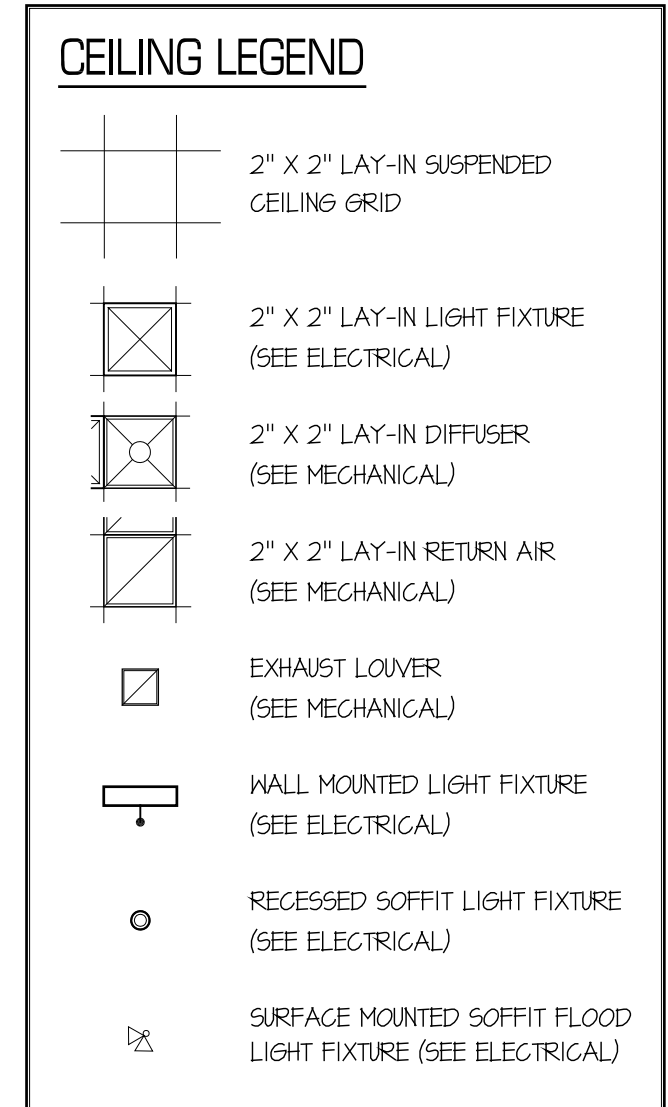 CEILING LEGEND
2" X 2" LAY-IN SUSPENDED
CEILING GRID
2" X 2" LAY-IN LIGHT FIXTURE
(SEE ELECTRICAL)
2" X 2" LAY-IN DIFFUSER
(SEE MECHANICAL)
2" X 2" LAY-IN RETURN AIR
(SEE MECHANICAL)
EXHAUST LOUVER
(SEE MECHANICAL)
WALL MOUNTED LIGHT FIXTURE
(SEE ELECTRICAL)
RECESSED SOFFIT LIGHT FIXTURE
(SEE ELECTRICAL)
SURFACE MOUNTED SOFFIT FLOOD
LIGHT FIXTURE (SEE ELECTRICAL)